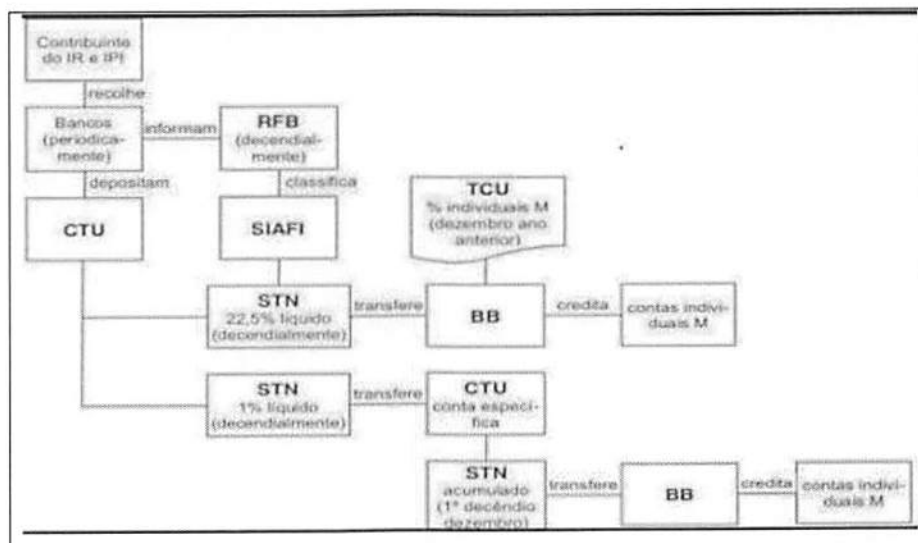 Contribuinte
do IR e IPI
recolhe
Bancos
(periodica-
mente)
informam
RFB
(decendial-
mente)
depositam
classifica
CTU
SIAFI
TCU
% individuais M
(dezembro ano
anterior)
STN
22,5% líquido
(decendialmente)
transfere
BB
credita
contas indivi-
duais M
STN
1% líquido
(decendialmente)
transfere
CTU
conta específi-
fica
STN
acumulado
(1º decêndio
dezembro)
transfere
BB
credita
contas indivi-
duais M